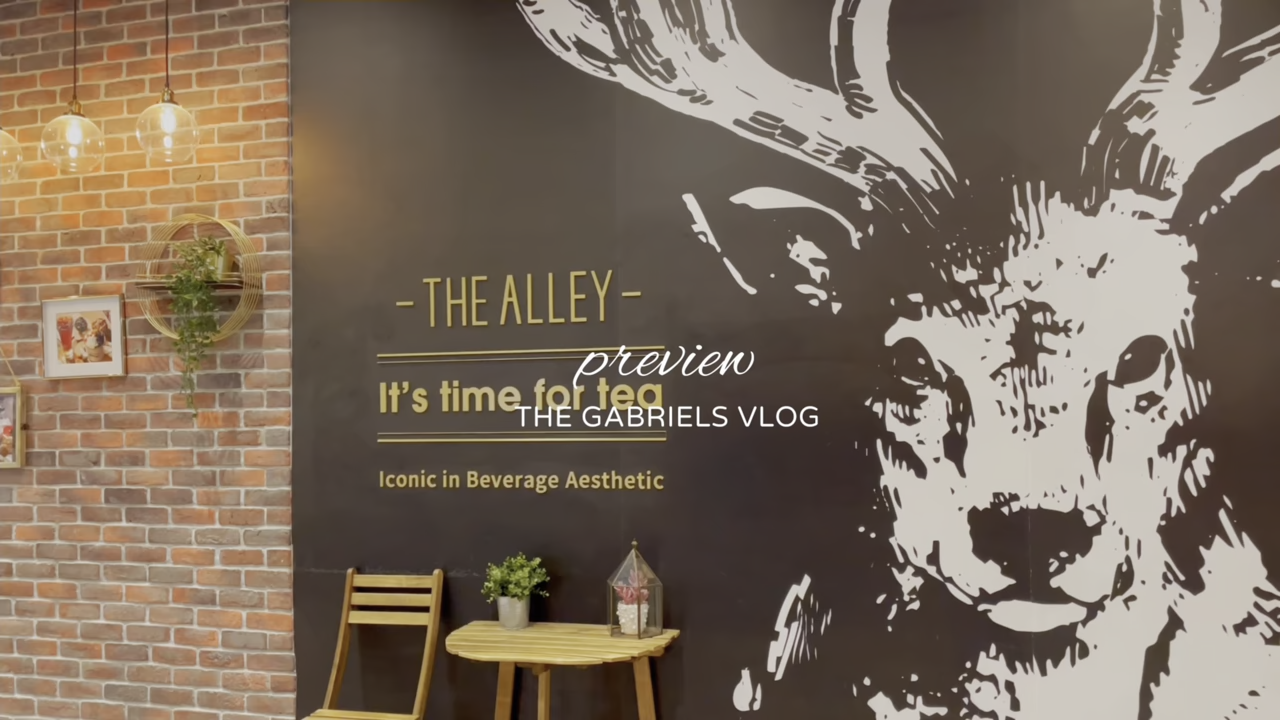 - THE ALLEY -
preview
It's time for tea
THE GABRIELS VLOG
Iconic in Beverage Aesthetic